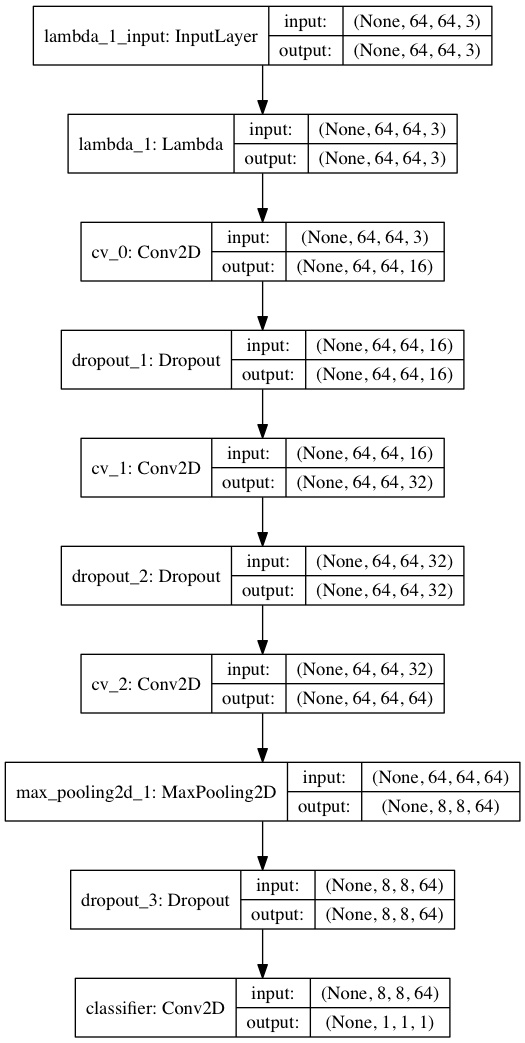 lambda_1_input: InputLayer
input: (None, 64, 64, 3)
output: (None, 64, 64, 3)
lambda_1: Lambda
input: (None, 64, 64, 3)
output: (None, 64, 64, 3)
cv_0: Conv2D
input: (None, 64, 64, 3)
output: (None, 64, 64, 16)
dropout_1: Dropout
input: (None, 64, 64, 16)
output: (None, 64, 64, 16)
cv_1: Conv2D
input: (None, 64, 64, 16)
output: (None, 64, 64, 32)
dropout_2: Dropout
input: (None, 64, 64, 32)
output: (None, 64, 64, 32)
cv_2: Conv2D
input: (None, 64, 64, 32)
output: (None, 64, 64, 64)
max_pooling2d_1: MaxPooling2D
input: (None, 64, 64, 64)
output: (None, 8, 8, 64)
dropout_3: Dropout
input: (None, 8, 8, 64)
output: (None, 8, 8, 64)
classifier: Conv2D
input: (None, 8, 8, 64)
output: (None, 1, 1, 1)